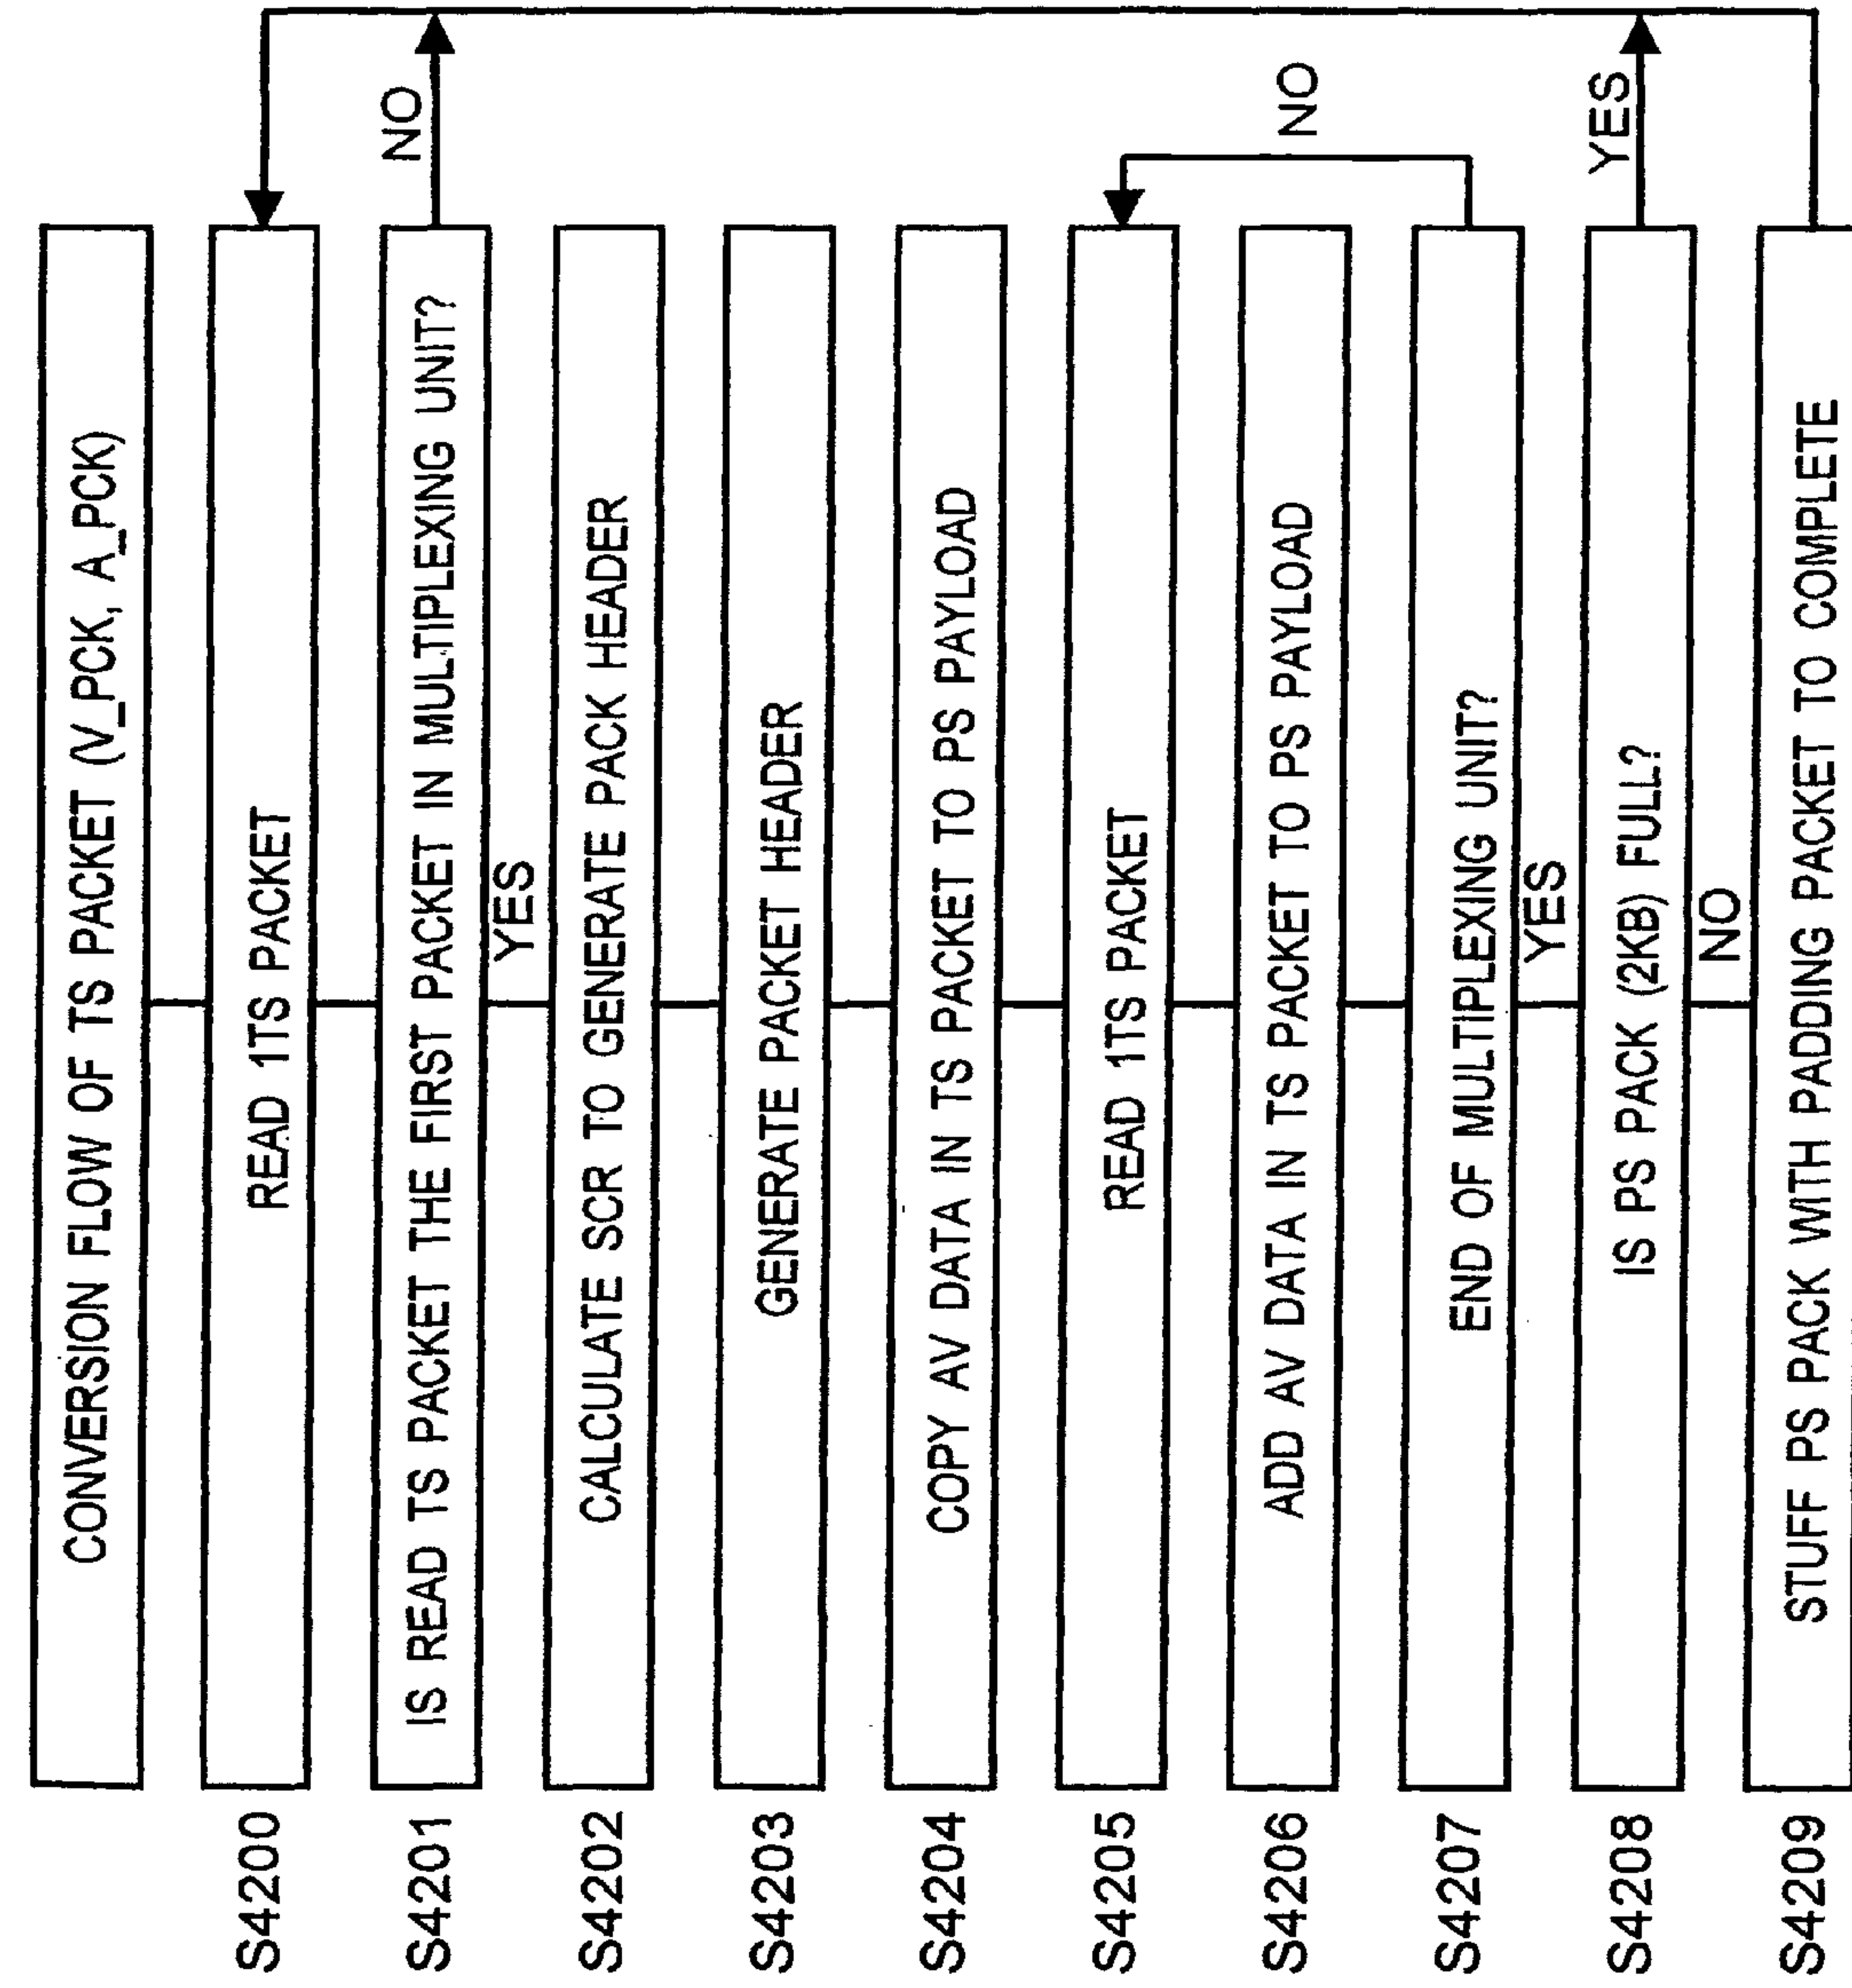 CONVERSION FLOW OF TS PACKET (V_PCK, A_PCK)
S4200
READ 1TS PACKET
S4201
IS READ TS PACKET THE FIRST PACKET IN MULTIPLEXING UNIT?
NO
YES
S4202
CALCULATE SCR TO GENERATE PACK HEADER
S4203
GENERATE PACKET HEADER
S4204
COPY AV DATA IN TS PACKET TO PS PAYLOAD
S4205
READ 1TS PACKET
S4206
ADD AV DATA IN TS PACKET TO PS PAYLOAD
NO
S4207
END OF MULTIPLEXING UNIT?
YES
S4208
IS PS PACK (2KB) FULL?
YES
NO
S4209
STUFF PS PACK WITH PADDING PACKET TO COMPLETE